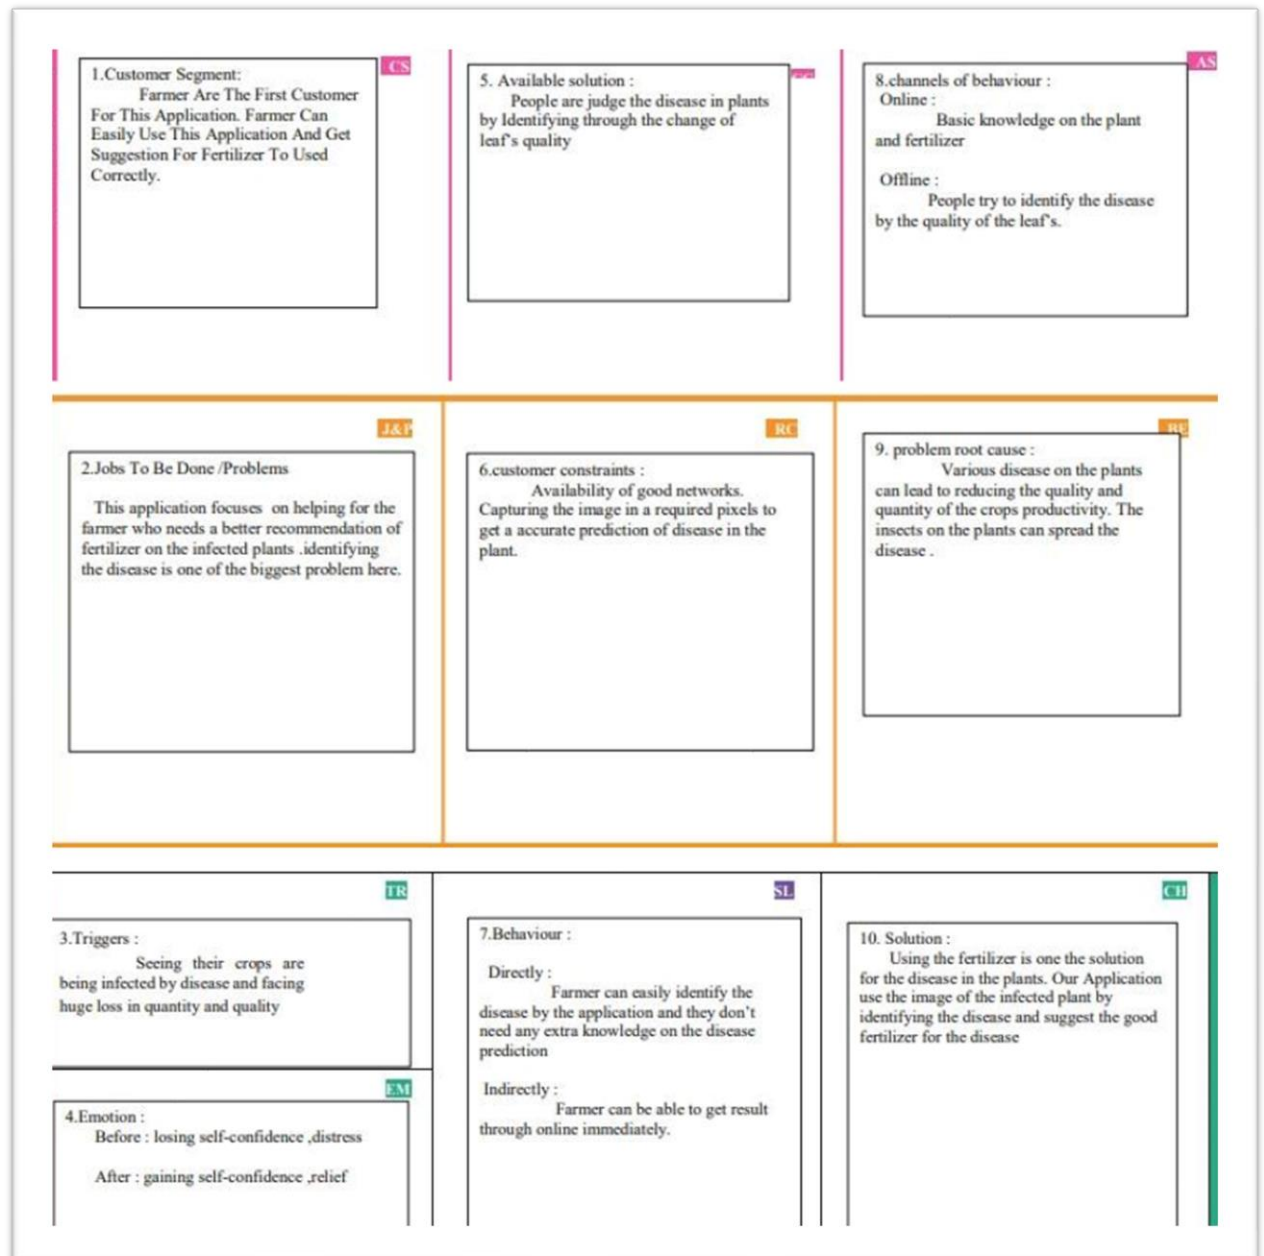 CS
1.Customer Segment:
Farmer Are The First Customer
For This Application. Farmer Can
Easily Use This Application And Get
Suggestion For Fertilizer To Used
Correctly.
5. Available solution :
People are judge the disease in plants
by Identifying through the change of
leaf's quality
AS
8.channels of behaviour :
Online :
Basic knowledge on the plant
and fertilizer
Offline :
People try to identify the disease
by the quality of the leaf's.
J&P
2.Jobs To Be Done /Problems
This application focuses on helping for the
farmer who needs a better recommendation of
fertilizer on the infected plants .identifying
the disease is one of the biggest problem here.
RC
6.customer constraints :
Availability of good networks.
Capturing the image in a required pixels to
get a accurate prediction of disease in the
plant.
BE
9. problem root cause :
Various disease on the plants
can lead to reducing the quality and
quantity of the crops productivity. The
insects on the plants can spread the
disease .
TR
3.Triggers :
Seeing their crops are
being infected by disease and facing
huge loss in quantity and quality
EM
4.Emotion :
Before : losing self-confidence ,distress
After : gaining self-confidence ,relief
SL
7.Behaviour :
Directly :
Farmer can easily identify the
disease by the application and they don't
need any extra knowledge on the disease
prediction
Indirectly :
Farmer can be able to get result
through online immediately.
CH
10. Solution :
Using the fertilizer is one the solution
for the disease in the plants. Our Application
use the image of the infected plant by
identifying the disease and suggest the good
fertilizer for the disease